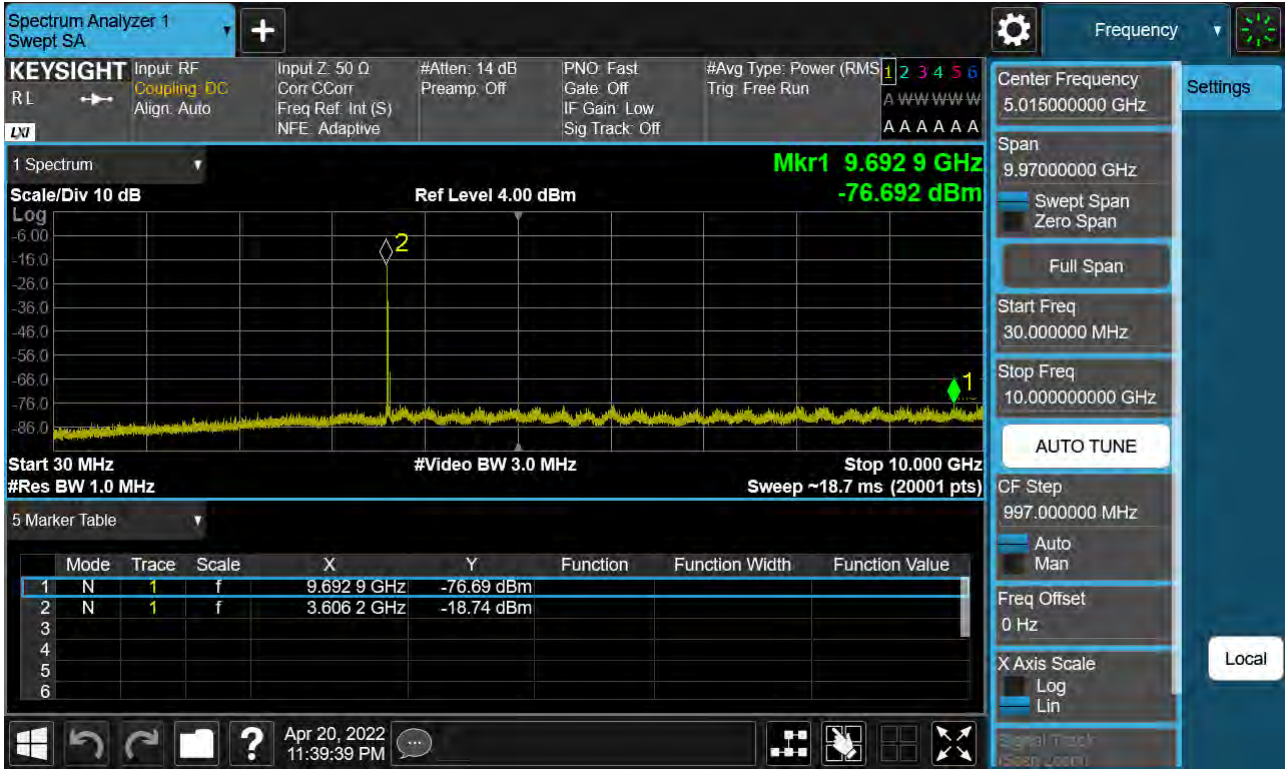 Spectrum Analyzer 1
Swept SA
Frequency
KEYSIGHT
RL
LXI
Input: RF
Coupling: DC
Align: Auto
Input Z: 50 Ω
Corr CCorr
Freq Ref: Int (S)
NFE: Adaptive
#Atten: 14 dB
Preamp: Off
PNO: Fast
Gate: Off
IF Gain: Low
Sig Track: Off
#Avg Type: Power (RMS
Trig: Free Run
1 2 3 4 5 6
A W W W W W
A A A A A A
1 Spectrum
Mkr1 9.692 9 GHz
-76.692 dBm
Scale/Div 10 dB
Ref Level 4.00 dBm
Log
-6.00
-16.0
-26.0
-36.0
-46.0
-56.0
-66.0
-76.0
-86.0
2
1
Start 30 MHz
#Video BW 3.0 MHz
Stop 10.000 GHz
#Res BW 1.0 MHz
Sweep ~18.7 ms (20001 pts)
5 Marker Table
Mode Trace Scale X Y Function Function Width Function Value
1 N 1 f 9.692 9 GHz -76.69 dBm
2 N 1 f 3.606 2 GHz -18.74 dBm
3
4
5
6
Apr 20, 2022
11:39:39 PM
Center Frequency
5.015000000 GHz
Settings
Span
9.97000000 GHz
Swept Span
Zero Span
Full Span
Start Freq
30.000000 MHz
Stop Freq
10.000000000 GHz
AUTO TUNE
CF Step
997.000000 MHz
Auto
Man
Freq Offset
0 Hz
X Axis Scale
Log
Lin
Signal Track
(Span Zoom)
Local